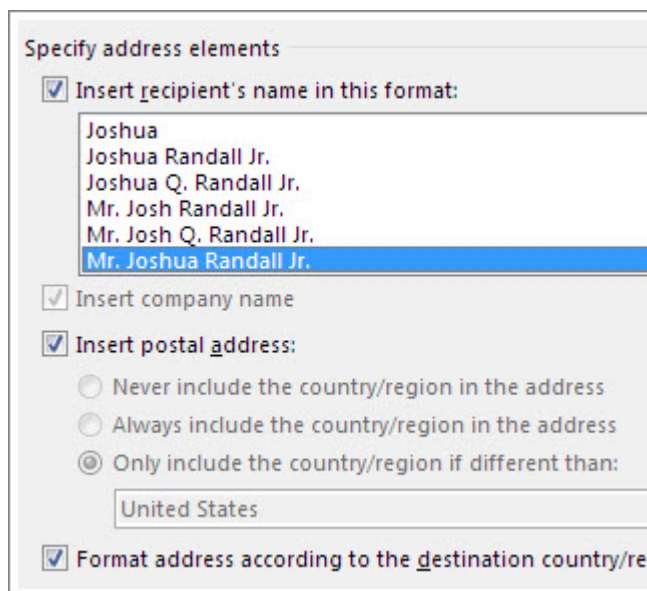 Specify address elements
Insert recipient's name in this format:
Joshua
Joshua Randall Jr.
Joshua Q. Randall Jr.
Mr. Josh Randall Jr.
Mr. Josh Q. Randall Jr.
Mr. Joshua Randall Jr.
Insert company name
Insert postal address:
Never include the country/region in the address
Always include the country/region in the address
Only include the country/region if different than:
United States
Format address according to the destination country/re